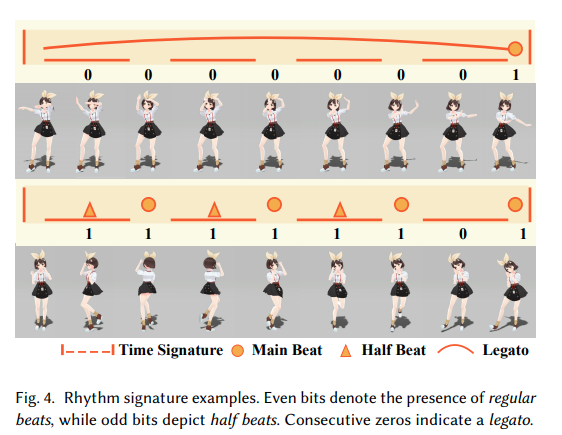 0 0 0 0 0 0 0 1
1 1 1 1 1 1 0 1
Time Signature Main Beat Half Beat Legato
Fig. 4. Rhythm signature examples. Even bits denote the presence of regular
beats, while odd bits depict half beats. Consecutive zeros indicate a legato.